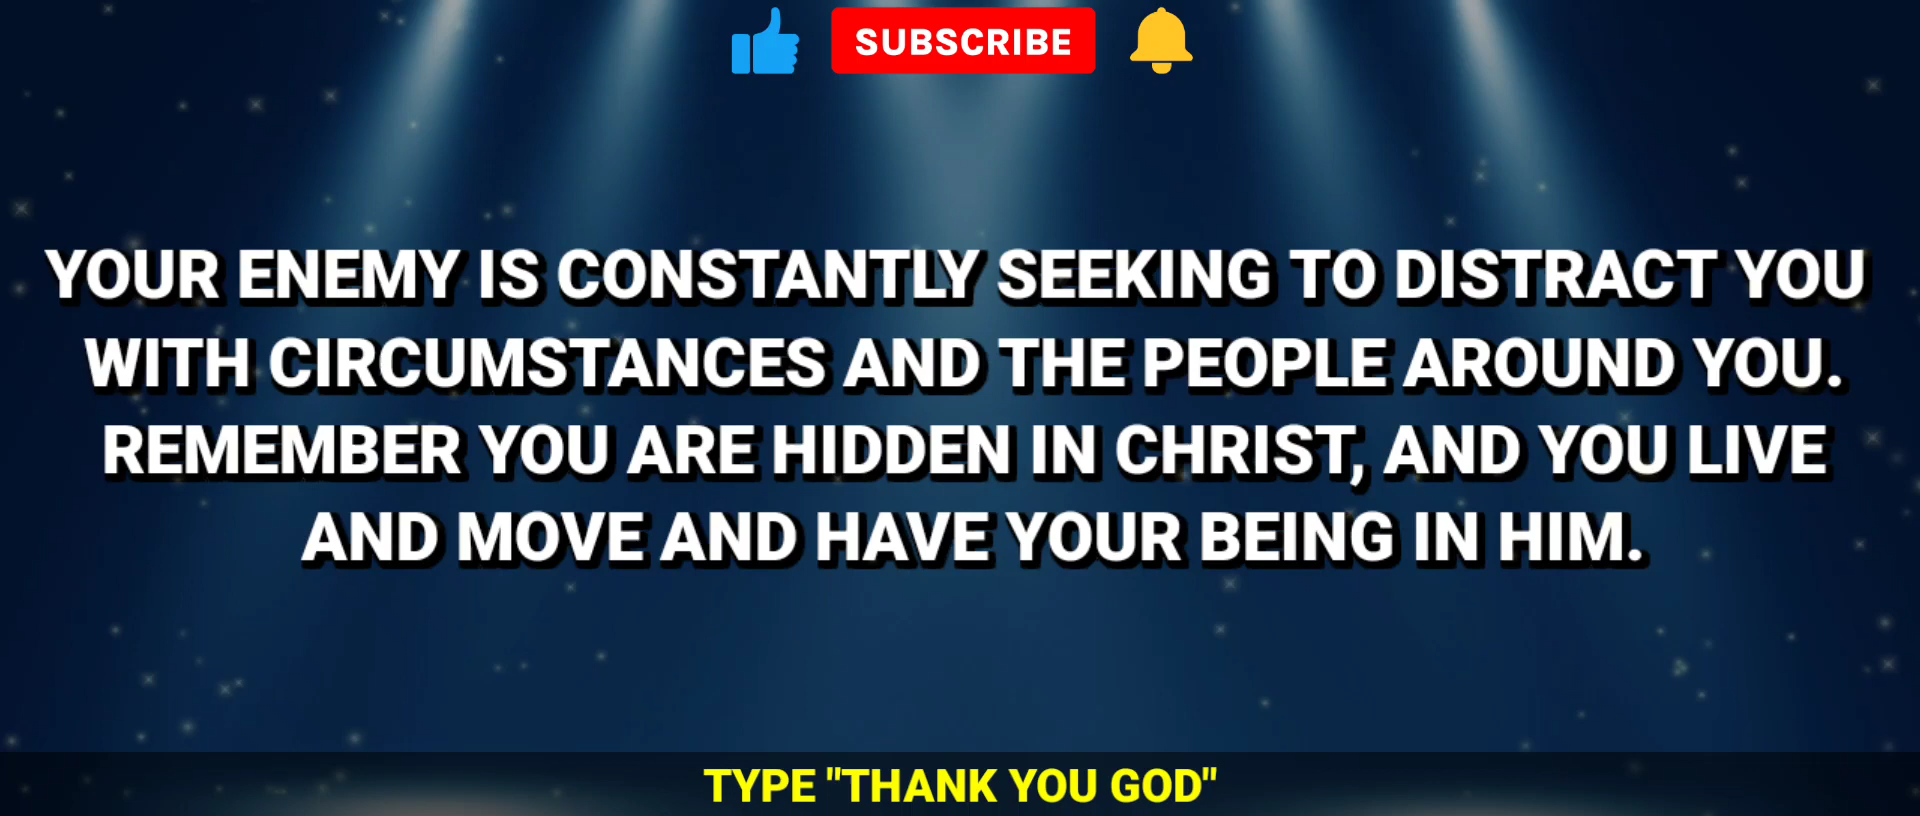 SUBSCRIBE
YOUR ENEMY IS CONSTANTLY SEEKING TO DISTRACT YOU
WITH CIRCUMSTANCES AND THE PEOPLE AROUND YOU.
REMEMBER YOU ARE HIDDEN IN CHRIST, AND YOU LIVE
AND MOVE AND HAVE YOUR BEING IN HIM.
TYPE "THANK YOU GOD"